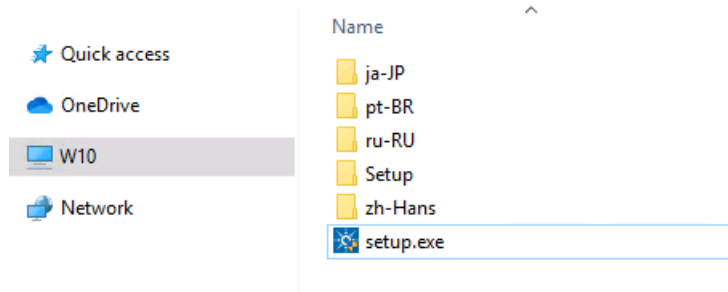 Quick access
OneDrive
W10
Network
Name
ja-JP
pt-BR
ru-RU
Setup
zh-Hans
setup.exe